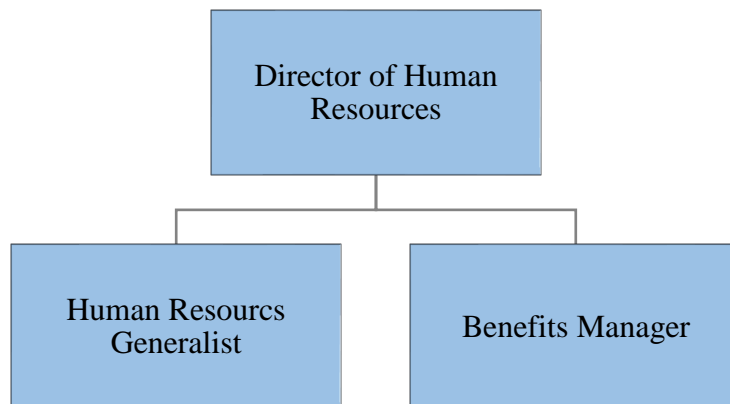 Director of Human
Resources
Human Resourcs
Generalist
Benefits Manager